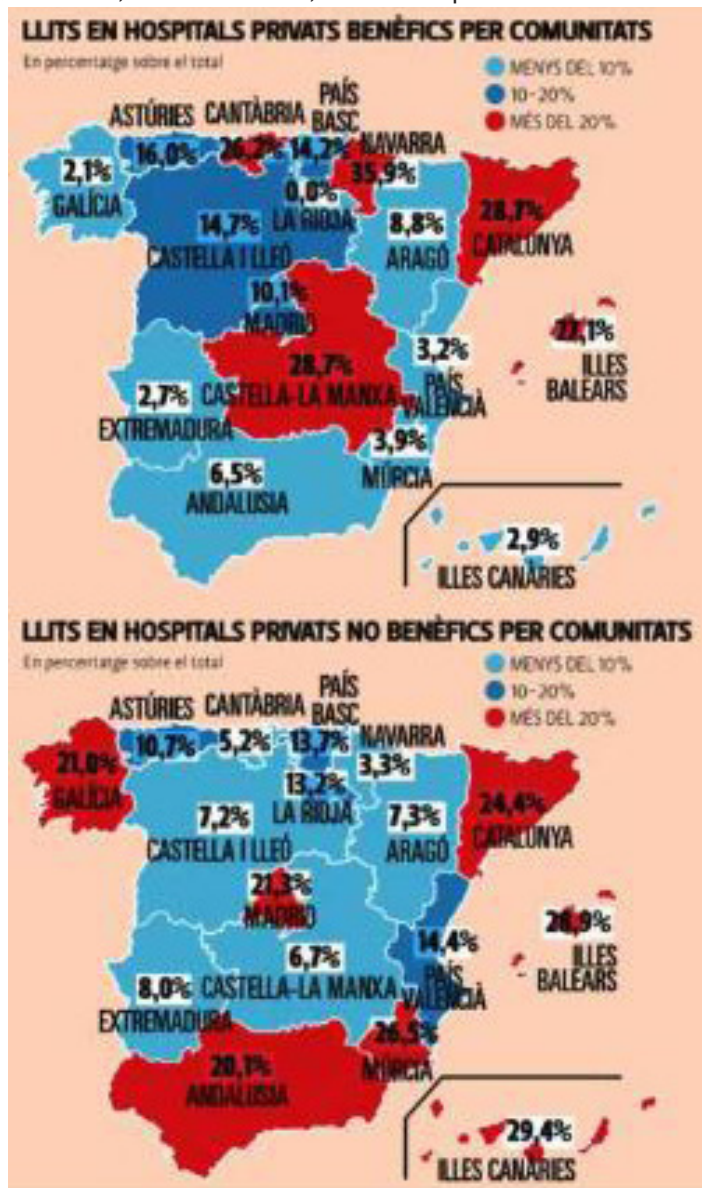 LLITS EN HOSPITALS PRIVATS BENÈFICS PER COMUNITATS
En percentatge sobre el total
MENYS DEL 10%
10-20%
MÉS DEL 20%
ASTÚRIES
16,0%
CANTÀBRIA
26,2%
PAÍS
BASC
14,2%
NAVARRA
35,9%
2,1%
GALÍCIA
0,0%
LA RIOJA
14,7%
CASTELLA I LLEÓ
8,8%
ARAGÓ
28,7%
CATALUNYA
10,1%
MADRID
3,2%
PAÍS
VALENCIÀ
ILLES
BALEARS
28,7%
CASTELLA-LA MANXA
2,7%
EXTREMADURA
3,9%
MÚRCIA
6,5%
ANDALUSIA
2,9%
ILLES CANÀRIES
LLITS EN HOSPITALS PRIVATS NO BENÈFICS PER COMUNITATS
En percentatge sobre el total
MENYS DEL 10%
10-20%
MÉS DEL 20%
ASTÚRIES
10,7%
CANTÀBRIA
5,2%
PAÍS
BASC
13,7%
NAVARRA
3,3%
GALÍCIA
13,2%
LA RIOJA
7,2%
CASTELLA I LLEÓ
7,3%
ARAGÓ
24,4%
CATALUNYA
MADRID
14,4%
PAÍS
VALENCIÀ
28,9%
ILLES
BALEARS
6,7%
CASTELLA-LA MANXA
8,0%
EXTREMADURA
26,5%
MÚRCIA
20,1%
ANDALUSIA
29,4%
ILLES CANÀRIES